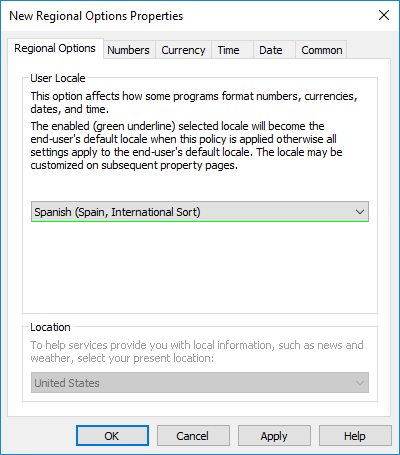 New Regional Options Properties
Regional Options Numbers Currency Time Date Common
User Locale
This option affects how some programs format numbers, currencies,
dates, and time.
The enabled (green underline) selected locale will become the
end-user's default locale when this policy is applied otherwise all
settings apply to the end-user's default locale. The locale may be
customized on subsequent property pages.
Spanish (Spain, International Sort)
Location
To help services provide you with local information, such as news and
weather, select your present location:
United States
OK Cancel Apply Help